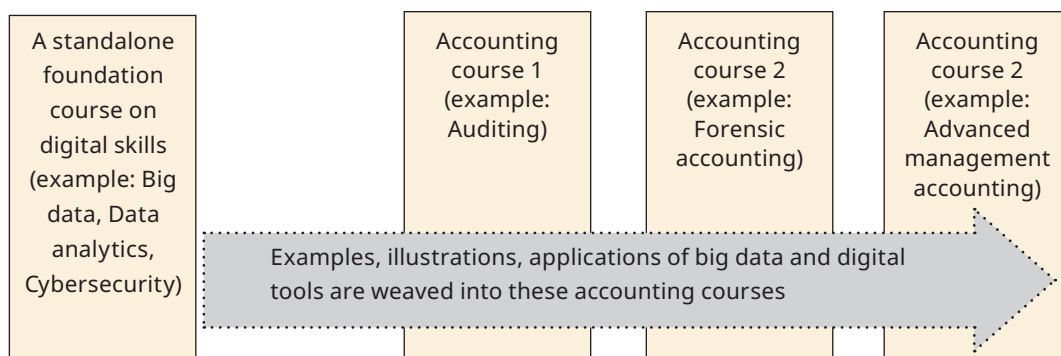 A standalone
foundation
course on
digital skills
(example: Big
data, Data
analytics,
Cybersecurity)
Accounting
course 1
(example:
Auditing)
Accounting
course 2
(example:
Forensic
accounting)
Accounting
course 2
(example:
Advanced
management
accounting)
Examples, illustrations, applications of big data and digital
tools are weaved into these accounting courses